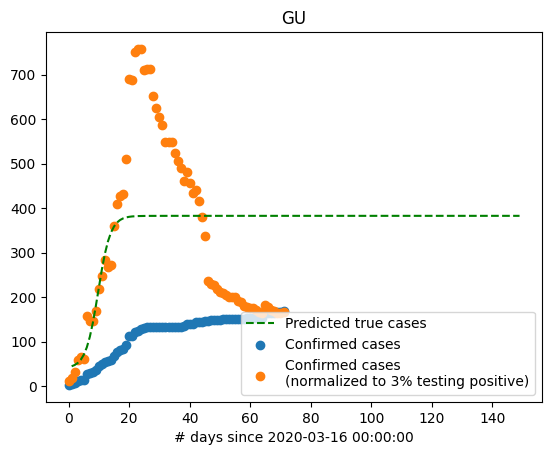 GU
700
600
500
400
300
200
100
0
Predicted true cases
Confirmed cases
Confirmed cases
(normalized to 3% testing positive)
0 20 40 60 80 100 120 140
# days since 2020-03-16 00:00:00